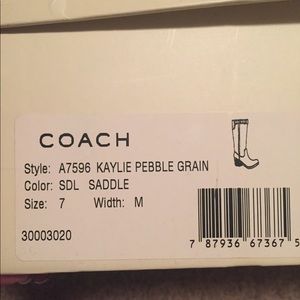 COACH
Style: A7596 KAYLIE PEBBLE GRAIN
Color: SDL SADDLE
Size: 7 Width: M
30003020
7 87936 67367 5